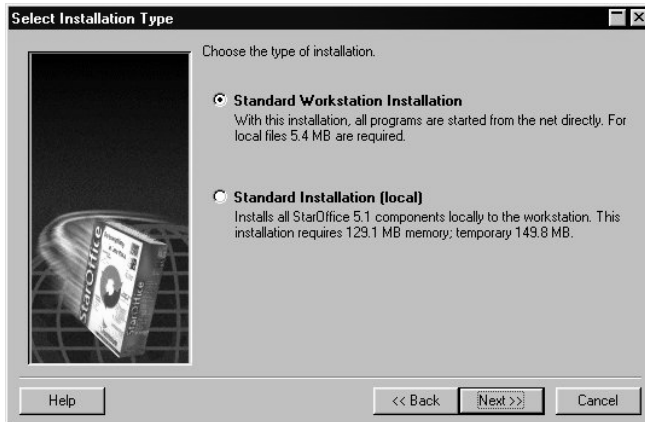 Select Installation Type
Choose the type of installation.
Standard Workstation Installation
With this installation, all programs are started from the net directly. For
local files 5.4 MB are required.
Standard Installation (local)
Installs all StarOffice 5.1 components locally to the workstation. This
installation requires 129.1 MB memory; temporary 149.8 MB.
StarOffice
StarOffice
Help
<< Back
Next >>
Cancel